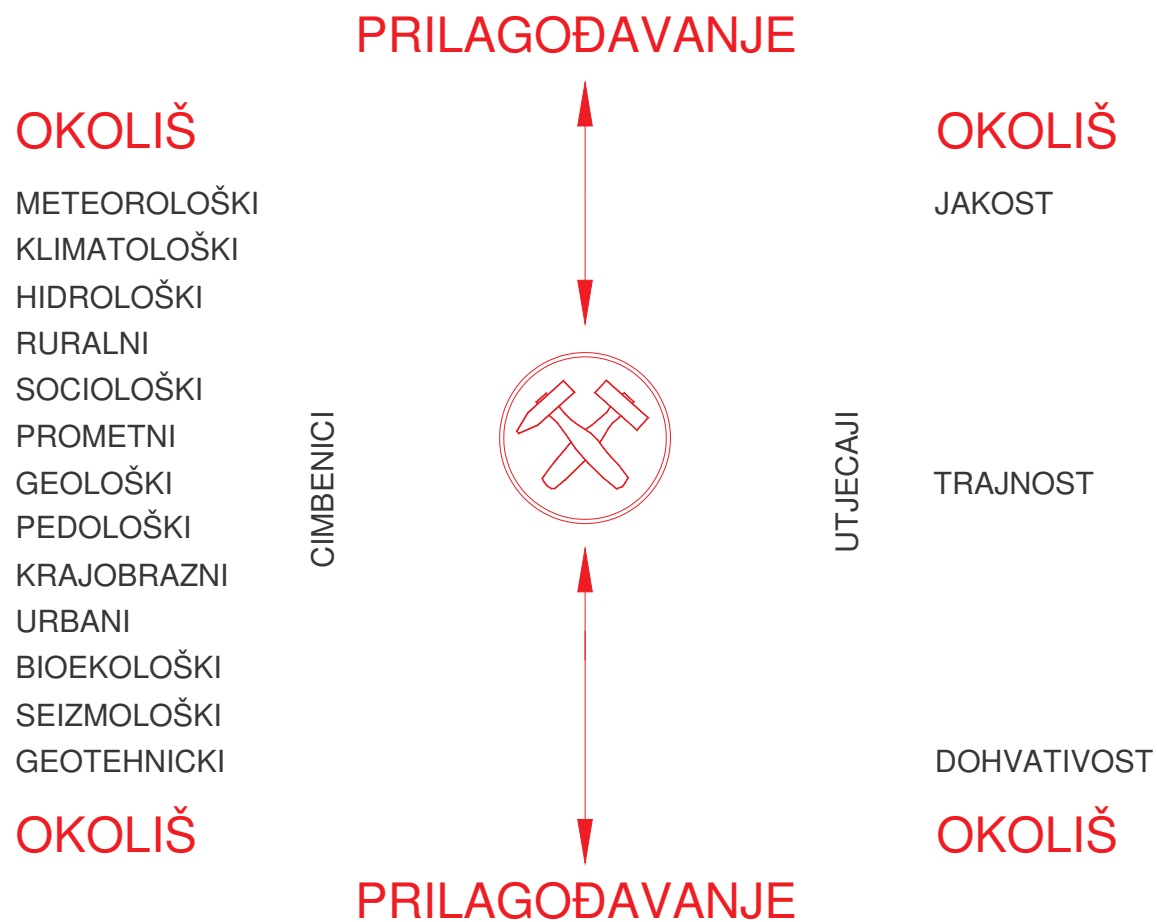 PRILAGOĐAVANJE
OKOLIŠ
METEOROLOŠKI
KLIMATOLOŠKI
HIDROLOŠKI
RURALNI
SOCIOLOŠKI
PROMETNI
GEOLOŠKI
PEDOLOŠKI
KRAJOBRAZNI
URBANI
BIOEKOLOŠKI
SEIZMOLOŠKI
GEOTEHNICKI
OKOLIŠ
CIMBENICI
UTJECAJI
OKOLIŠ
JAKOST
TRAJNOST
DOHVATIVOST
OKOLIŠ
PRILAGOĐAVANJE